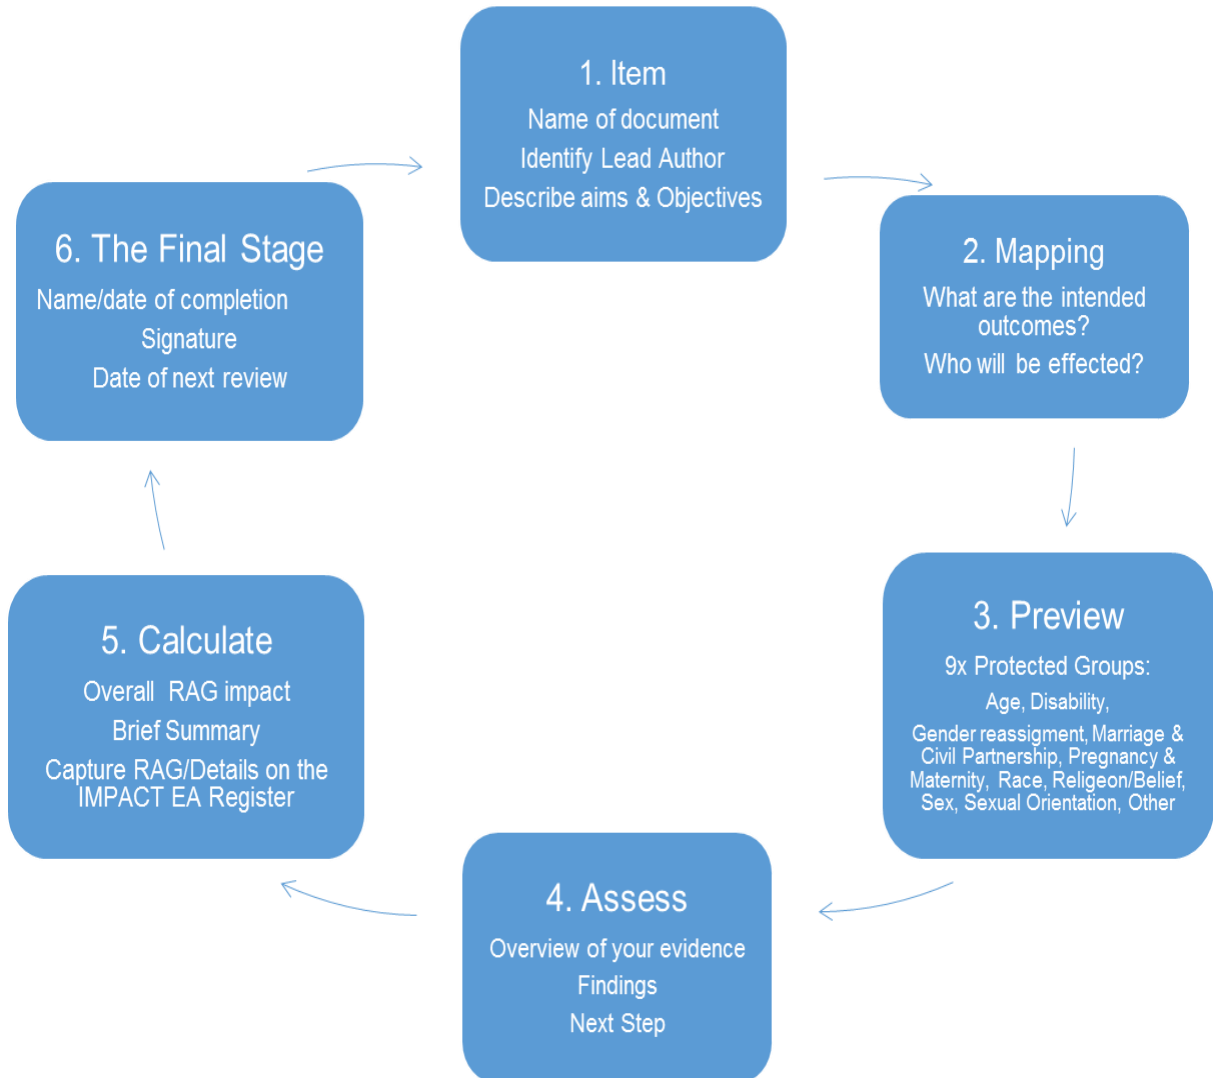 1. Item
Name of document
Identify Lead Author
Describe aims & Objectives
2. Mapping
What are the intended
outcomes?
Who will be effected?
3. Preview
9x Protected Groups:
Age, Disability,
Gender reassigment, Marriage &
Civil Partnership, Pregnancy &
Maternity, Race, Religeon/Belief,
Sex, Sexual Orientation, Other
4. Assess
Overview of your evidence
Findings
Next Step
5. Calculate
Overall RAG impact
Brief Summary
Capture RAG/Details on the
IMPACT EA Register
6. The Final Stage
Name/date of completion
Signature
Date of next review